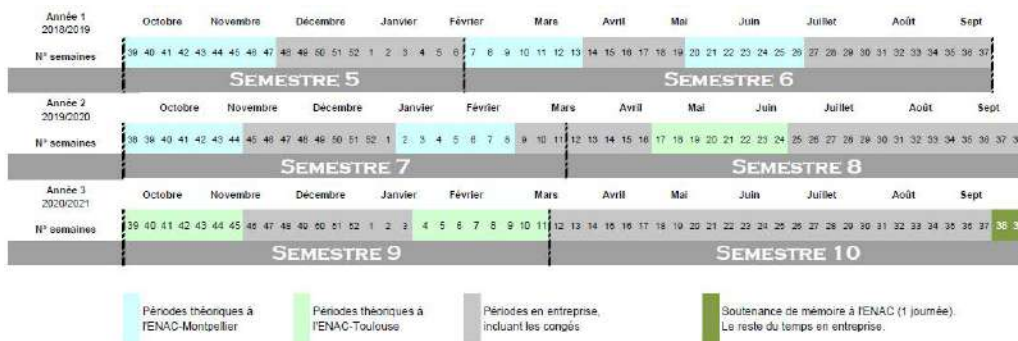 Année 1
2018/2019
Octobre Novembre Décembre Janvier Février Mars Avril Mai Juin Juillet Août Sept
N° semaines 39 40 41 42 43 44 45 46 47 48 49 50 51 52 1 2 3 4 5 6 7 8 9 10 11 12 13 14 15 16 17 18 19 20 21 22 23 24 25 26 27 28 29 30 31 32 33 34 35 36 37
SEMESTRE 5 SEMESTRE 6
Année 2
2019/2020
Octobre Novembre Décembre Janvier Février Mars Avril Mai Juin Juillet Août Sept
N° semaines 38 39 40 41 42 43 44 45 46 47 48 49 50 51 52 1 2 3 4 5 6 7 8 9 10 11 12 13 14 15 16 17 18 19 20 21 22 23 24 25 26 27 28 29 30 31 32 33 34 35 36 37
SEMESTRE 7 SEMESTRE 8
Année 3
2020/2021
Octobre Novembre Décembre Janvier Février Mars Avril Mai Juin Juillet Août Sept
N° semaines 39 40 41 42 43 44 45 46 47 48 49 50 51 52 1 2 3 4 5 6 7 8 9 10 11 12 13 14 15 16 17 18 19 20 21 22 23 24 25 26 27 28 29 30 31 32 33 34 35 36 37 38
SEMESTRE 9 SEMESTRE 10
Périodes théoriques à Périodes théoriques à Périodes en entreprise, Soutenance de mémoire à l'ENAC (1 journée).
l'ENAC-Montpellier l'ENAC-Toulouse incluant les congés Le reste du temps en entreprise.